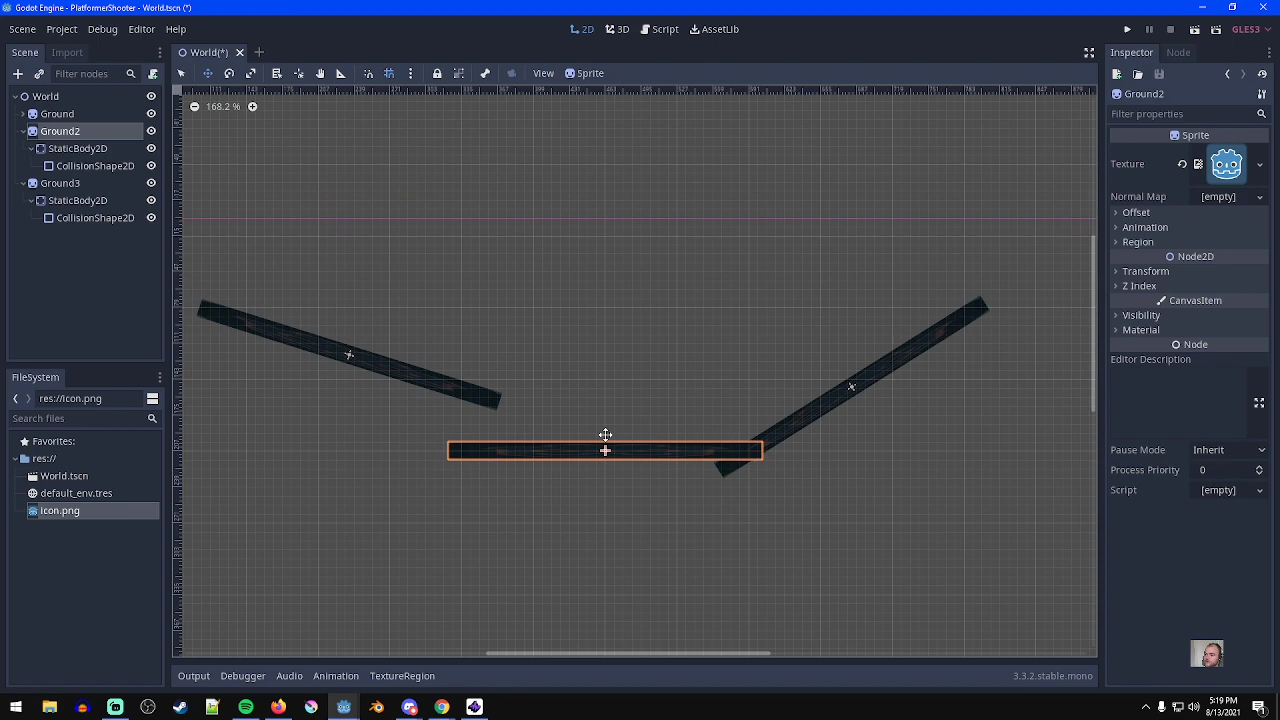 Godot Engine - PlatformerShooter - World.tscn (*)
Scene Project Debug Editor Help
2D 3D Script AssetLib
GLES3
Scene Import
World(*)
Inspector Node
Filter nodes
View Sprite
168.2 %
World
Ground
Ground2
StaticBody2D
CollisionShape2D
Ground3
StaticBody2D
CollisionShape2D
Ground2
Filter properties
Sprite
Texture
Normal Map [empty]
Offset
Animation
Region
Node2D
Transform
Z Index
CanvasItem
Visibility
Material
Node
Editor Description
Pause Mode Inherit
Process Priority 0
Script [empty]
FileSystem
res://icon.png
Search files
Favorites:
res://
World.tscn
default_env.tres
icon.png
Output Debugger Audio Animation TextureRegion
3.3.2.stable.mono
5:19 PM
8/13/2021